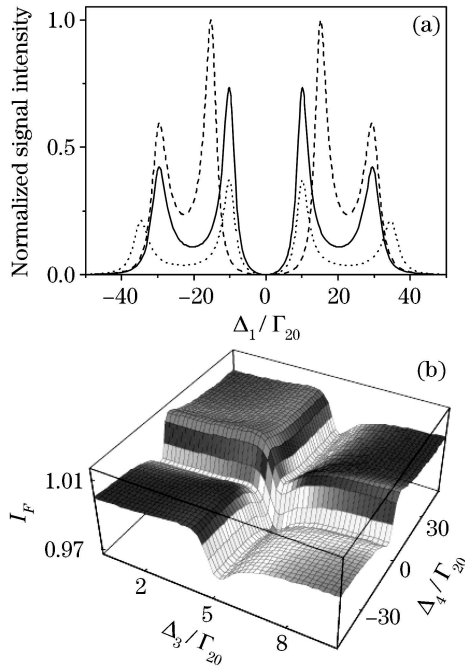 (a)
Normalized signal intensity
1.0
0.5
0.0
−40 −20 0 20 40
Δ₁/Γ₂₀
(b)
I_F
1.01
0.97
2 5 8
Δ₃/Γ₂₀
−30 0 30
Δ₄/Γ₂₀